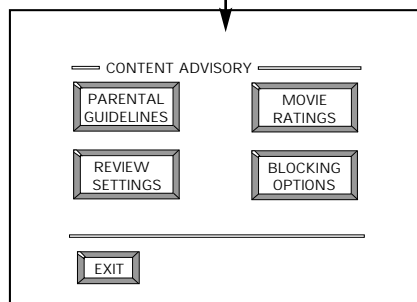 CONTENT ADVISORY
PARENTAL
GUIDELINES
MOVIE
RATINGS
REVIEW
SETTINGS
BLOCKING
OPTIONS
EXIT